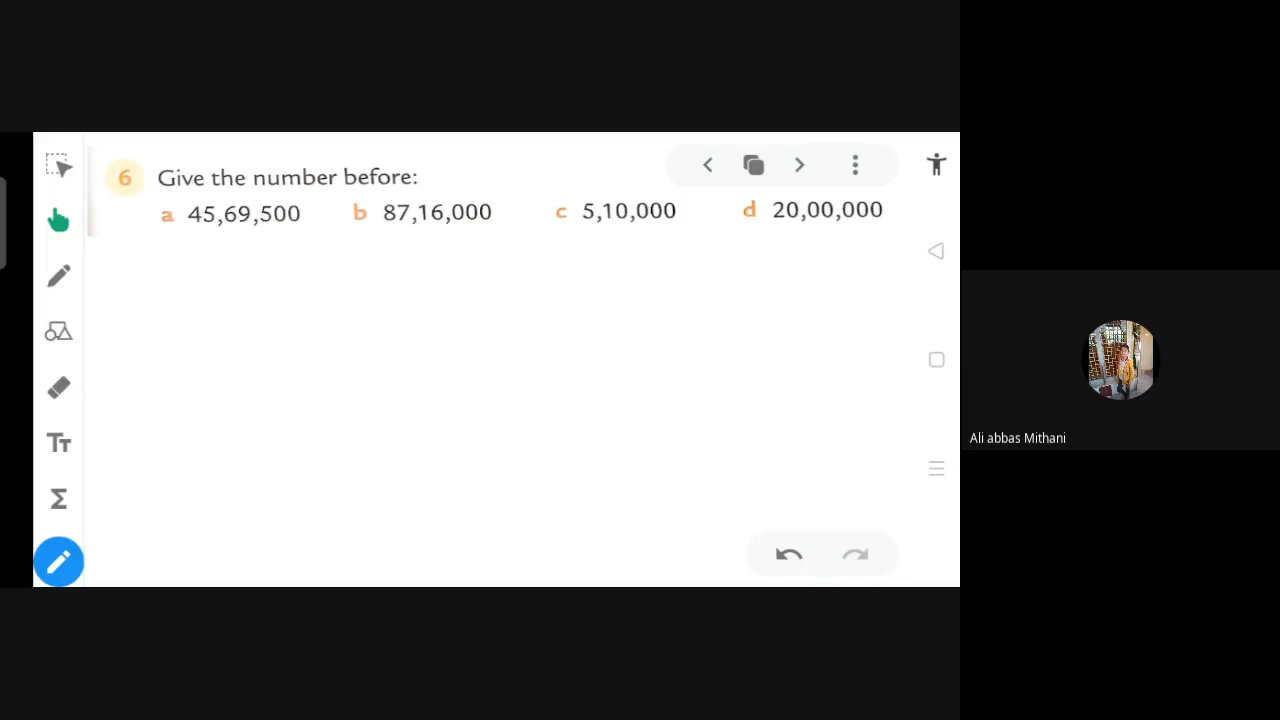 6 Give the number before:
a 45,69,500 b 87,16,000 c 5,10,000 d 20,00,000
Tт
Σ
Ali abbas Mithani